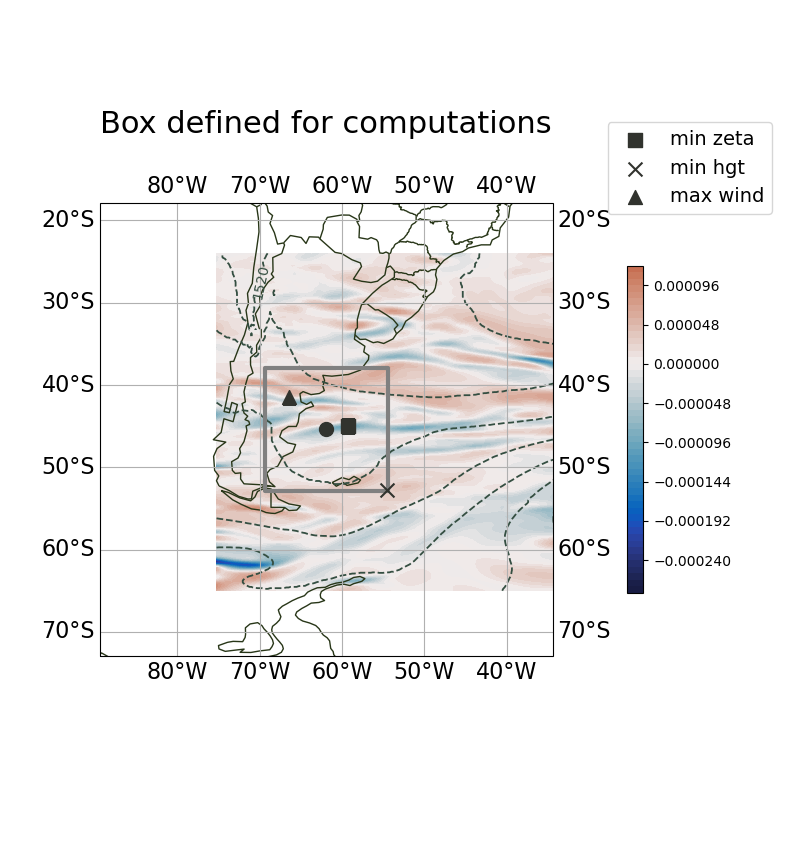 Box defined for computations
min zeta
min hgt
max wind
80°W 70°W 60°W 50°W 40°W
20°S 20°S
30°S 30°S
40°S 40°S
50°S 50°S
60°S 60°S
70°S 70°S
80°W 70°W 60°W 50°W 40°W
1520
0.000096
0.000048
0.000000
−0.000048
−0.000096
−0.000144
−0.000192
−0.000240